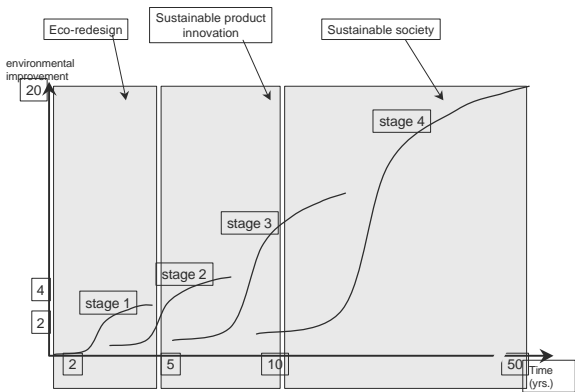 Eco-redesign
Sustainable product
innovation
Sustainable society
environmental
improvement
20
stage 4
stage 3
stage 2
stage 1
4
2
2
5
10
50
Time
(yrs.)